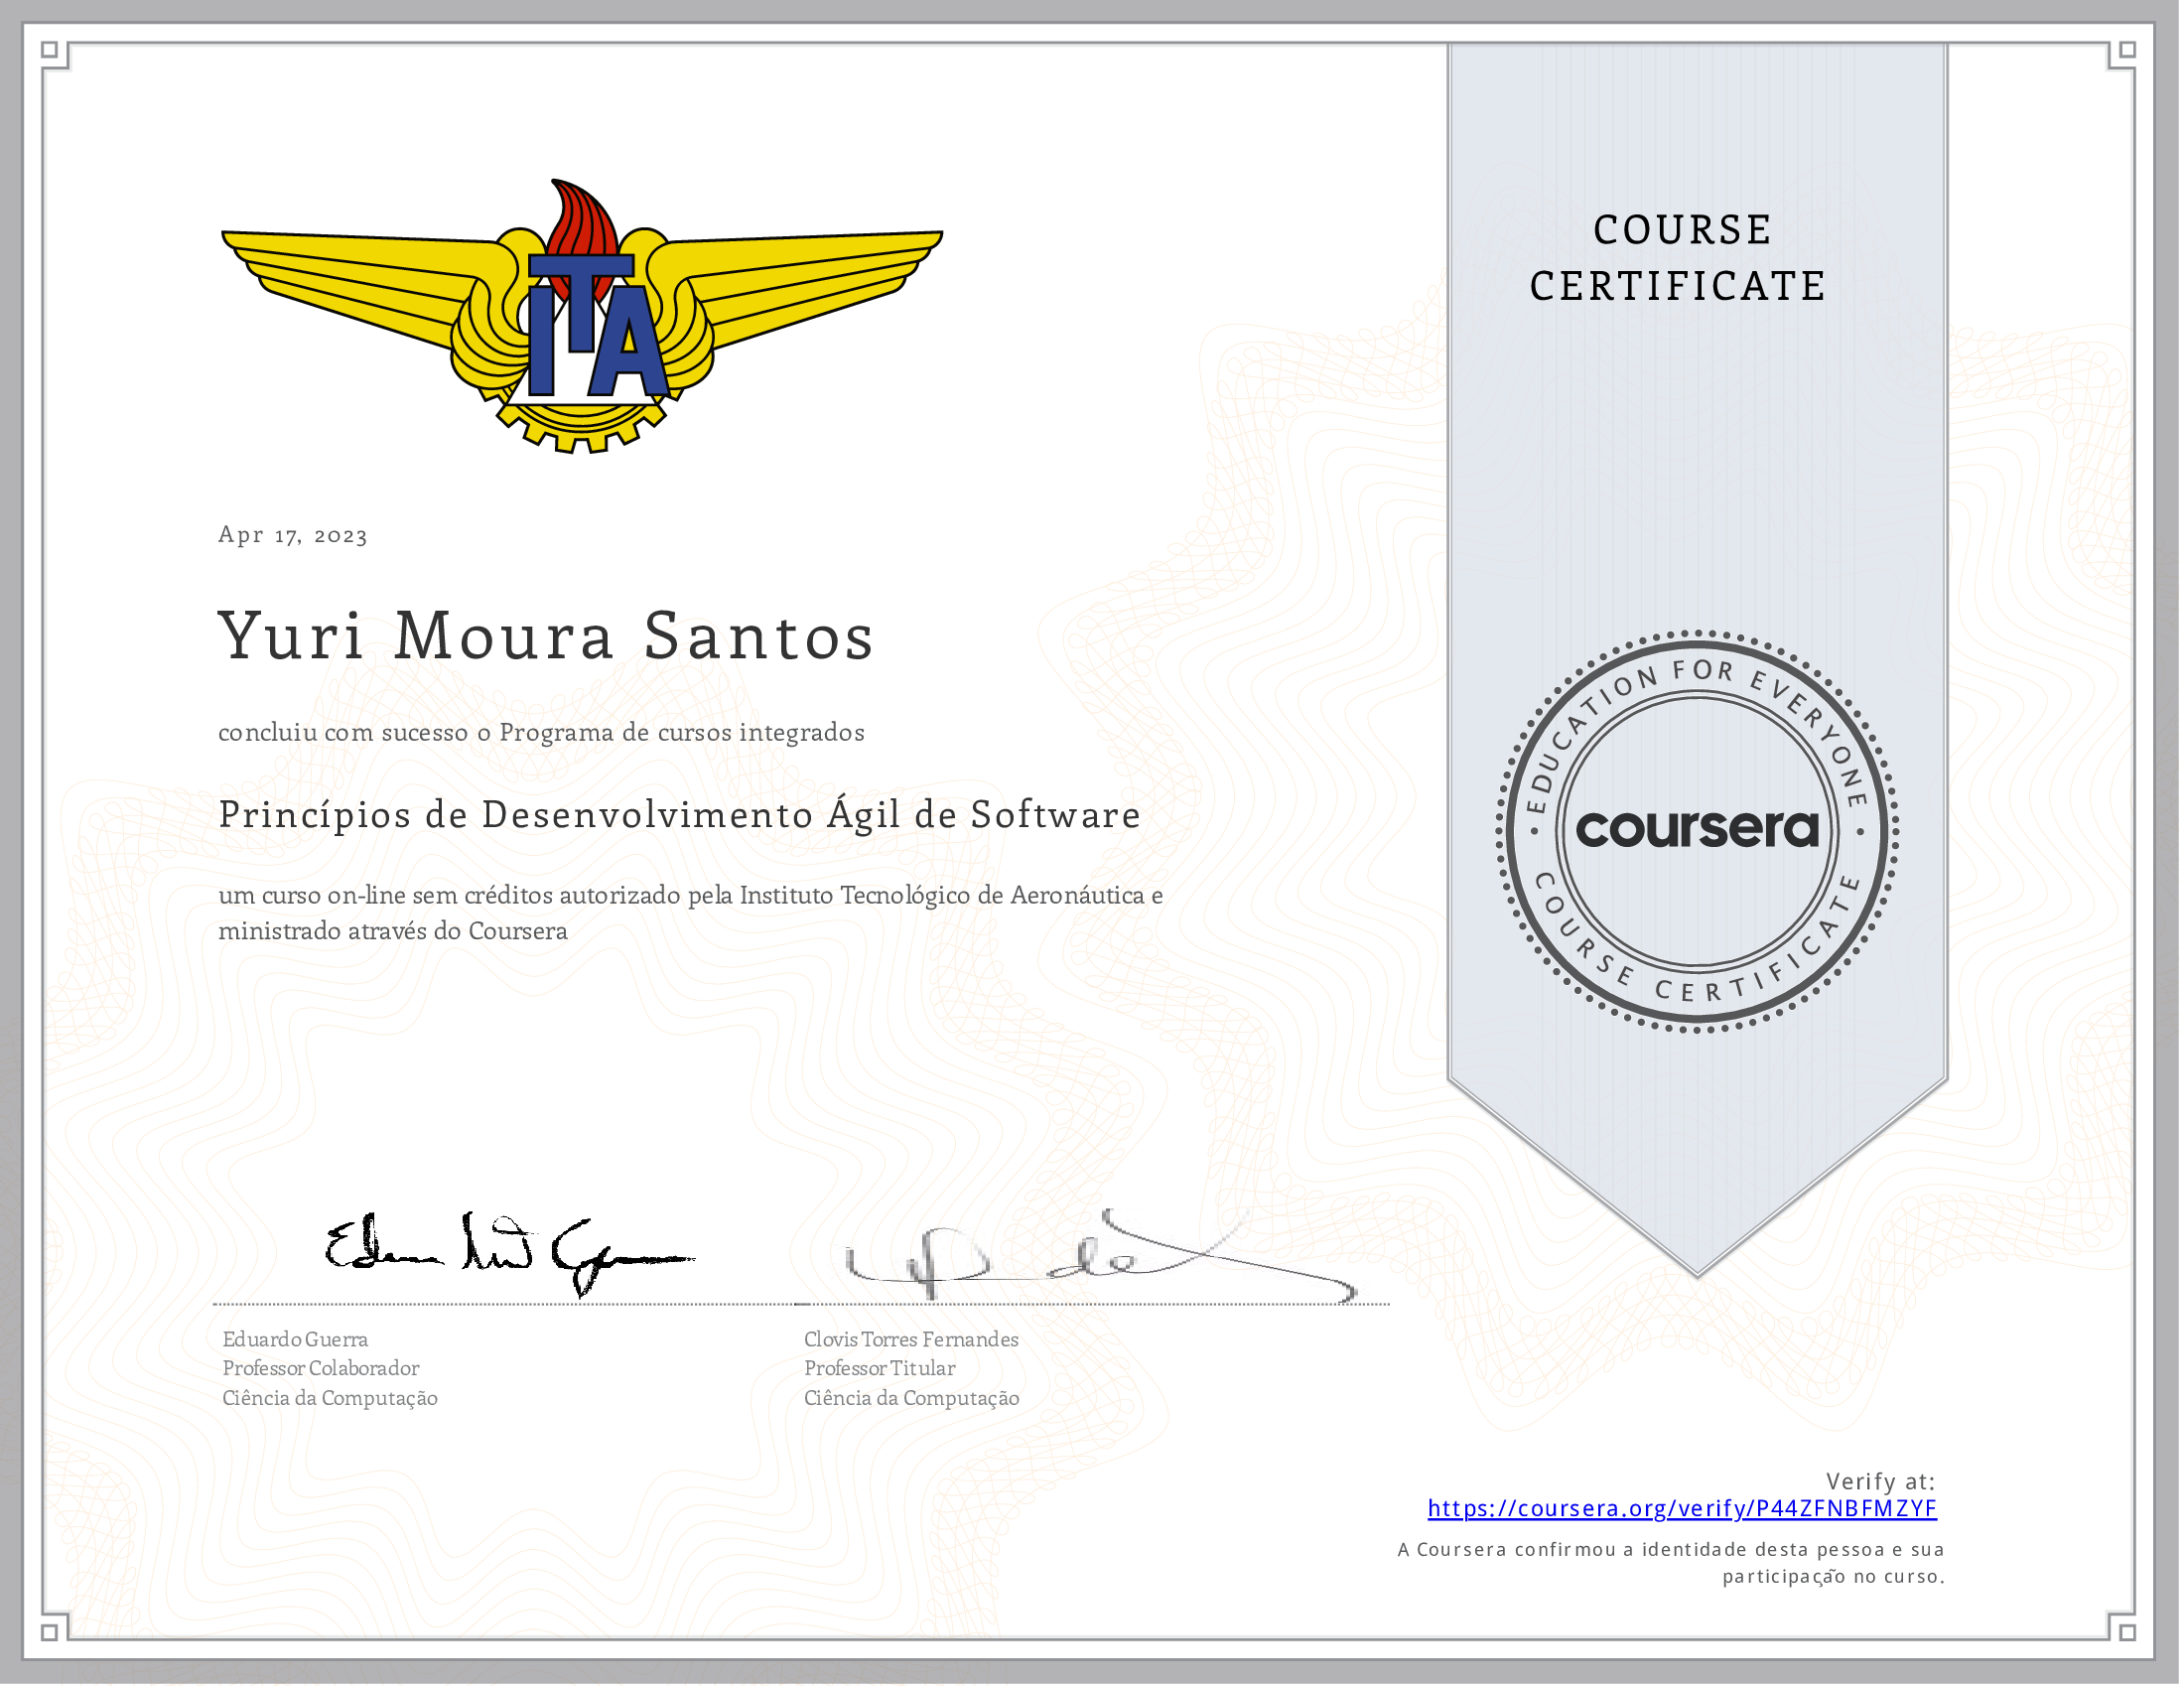 ITA
COURSE
CERTIFICATE
Apr 17, 2023
Yuri Moura Santos
concluiu com sucesso o Programa de cursos integrados
Princípios de Desenvolvimento Ágil de Software
um curso on-line sem créditos autorizado pela Instituto Tecnológico de Aeronáutica e
ministrado através do Coursera
EDUCATION FOR EVERYONE
coursera
COURSE CERTIFICATE
Eduardo Guerra
Professor Colaborador
Ciência da Computação
Clovis Torres Fernandes
Professor Titular
Ciência da Computação
Verify at:
https://coursera.org/verify/P44ZFNBFMZYF
A Coursera confirmou a identidade desta pessoa e sua
participação no curso.